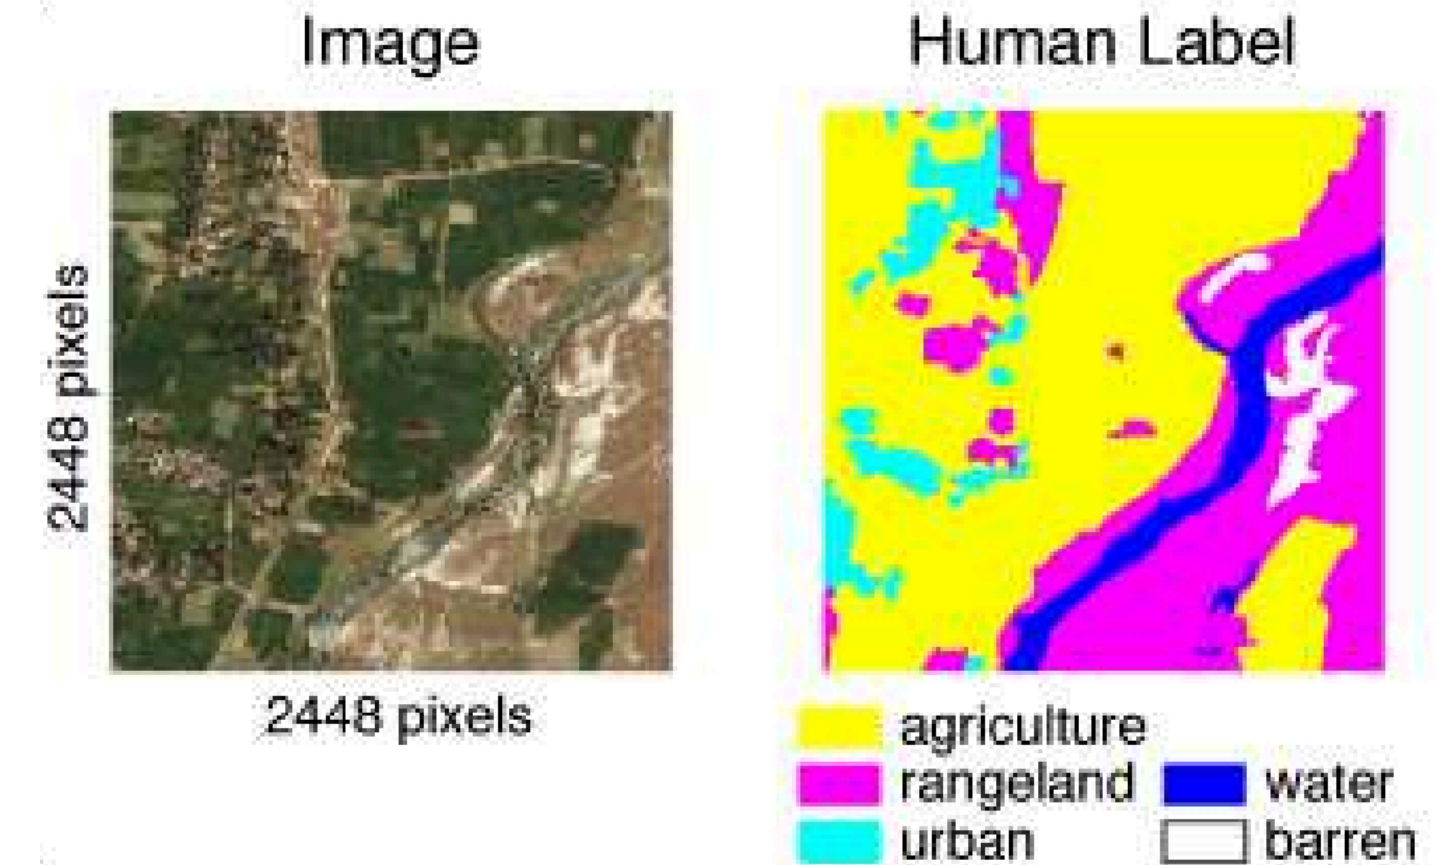 Image
Human Label
2448 pixels
2448 pixels
agriculture
rangeland
water
urban
barren